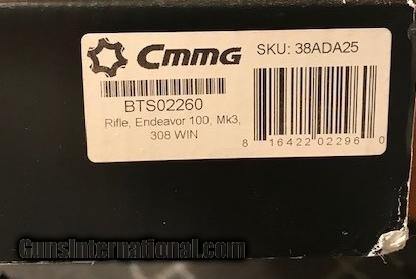 CMMG
SKU: 38ADA25
BTS02260
Rifle, Endeavor 100, Mk3,
308 WIN
8 16422 02296 0
GunsInternational.com